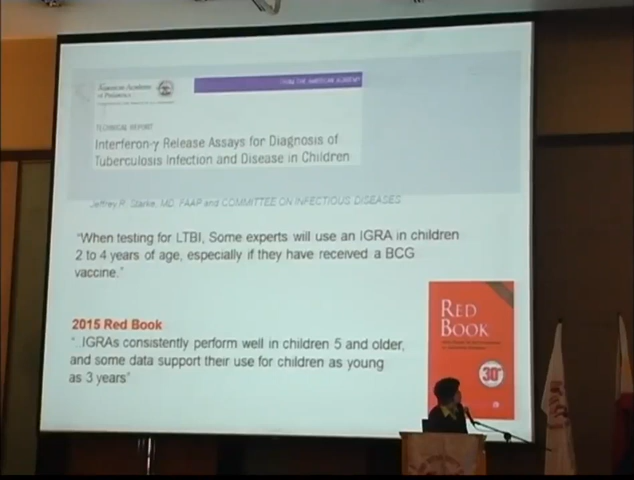 American Academy
of Pediatrics
FROM THE AMERICAN ACADEMY
TECHNICAL REPORT
Interferon-γ Release Assays for Diagnosis of
Tuberculosis Infection and Disease in Children
Jeffrey R. Starke, MD, FAAP and COMMITTEE ON INFECTIOUS DISEASES
"When testing for LTBI, Some experts will use an IGRA in children
2 to 4 years of age, especially if they have received a BCG
vaccine."
2015 Red Book
"..IGRAs consistently perform well in children 5 and older,
and some data support their use for children as young
as 3 years"
RED
BOOK
30